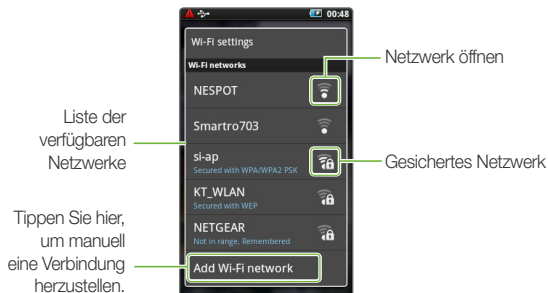 00:48
Wi-Fi settings
Wi-Fi networks
NESPOT
Smartro703
si-ap
Secured with WPA/WPA2 PSK
KT_WLAN
Secured with WEP
NETGEAR
Not in range, Remembered
Add Wi-Fi network
Netzwerk öffnen
Gesichertes Netzwerk
Liste der
verfügbaren
Netzwerke
Tippen Sie hier,
um manuell
eine Verbindung
herzustellen.